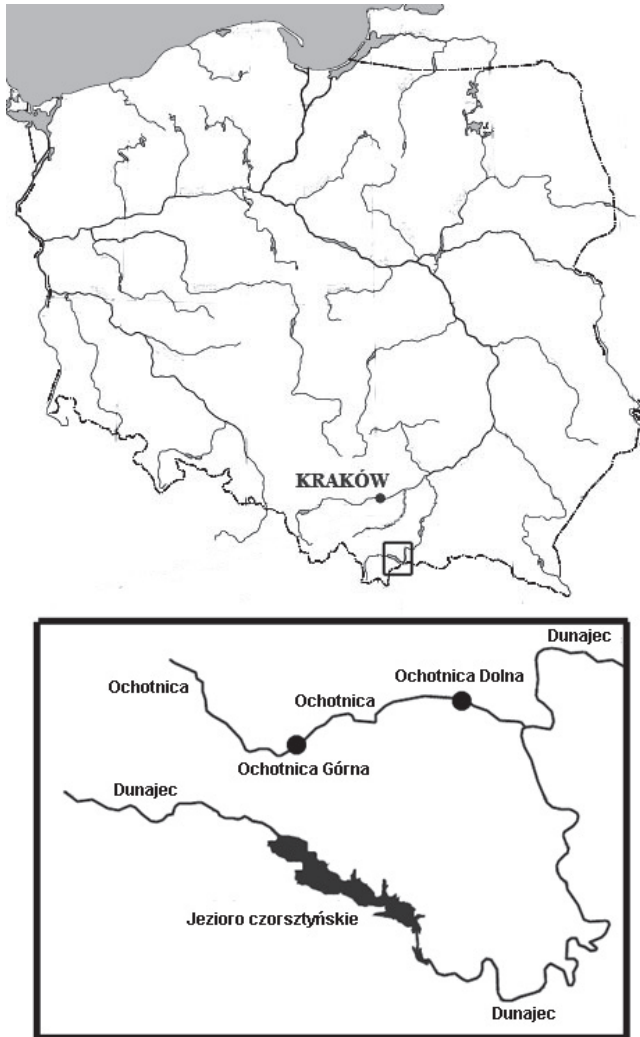 KRAKÓW
Dunajec
Ochotnica Dolna
Ochotnica
Ochotnica
Ochotnica Górna
Dunajec
Jezioro czorsztyńskie
Dunajec